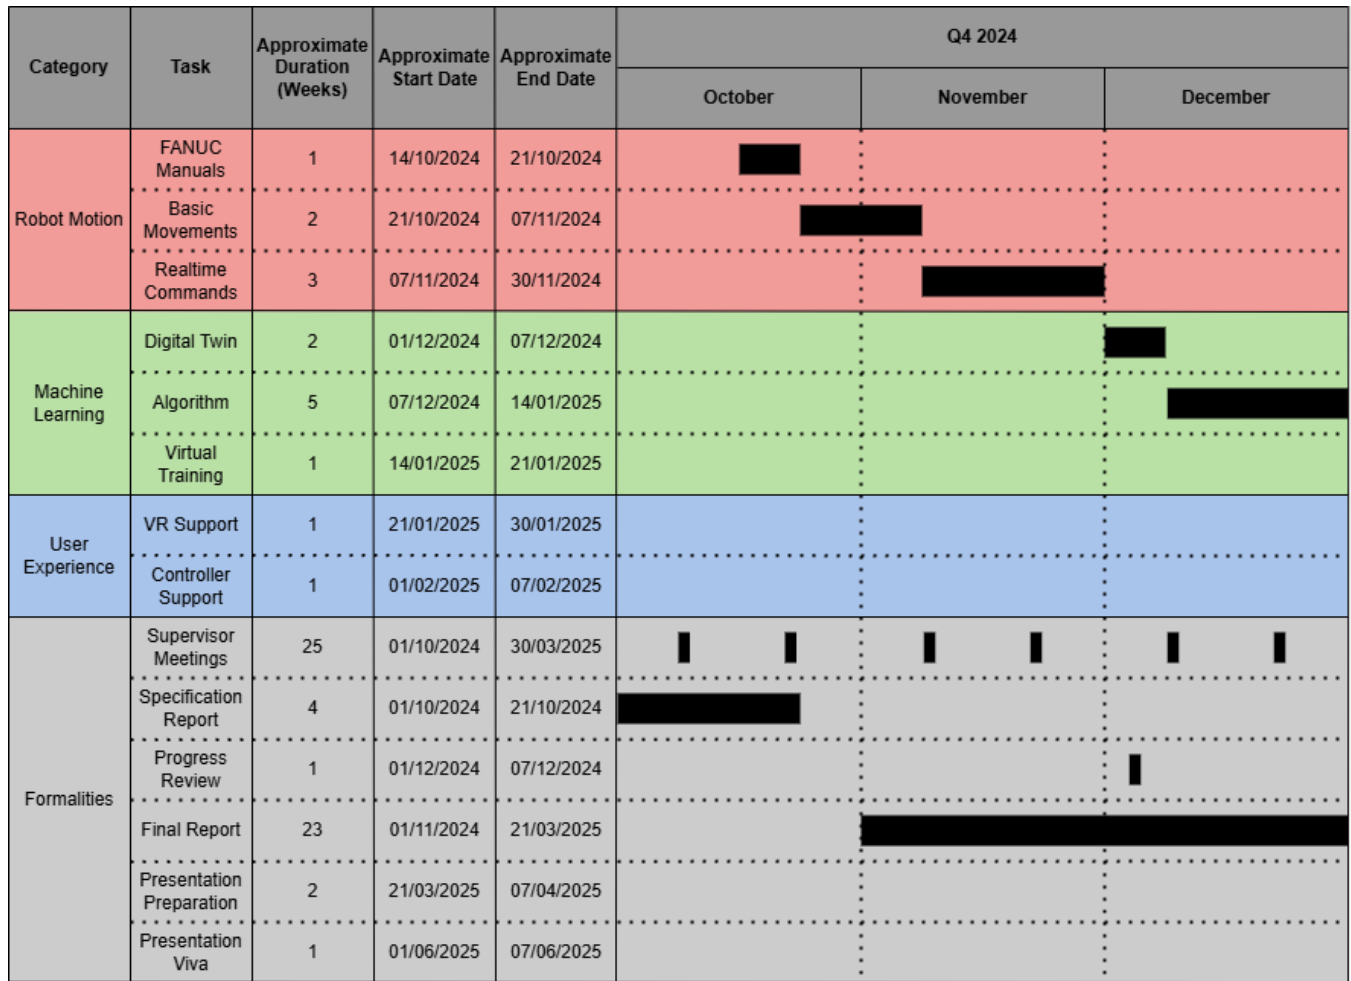 Category
Task
Approximate
Duration
(Weeks)
Approximate
Start Date
Approximate
End Date
Q4 2024
October
November
December
Robot Motion
FANUC
Manuals
1
14/10/2024
21/10/2024
Basic
Movements
2
21/10/2024
07/11/2024
Realtime
Commands
3
07/11/2024
30/11/2024
Machine
Learning
Digital Twin
2
01/12/2024
07/12/2024
Algorithm
5
07/12/2024
14/01/2025
Virtual
Training
1
14/01/2025
21/01/2025
User
Experience
VR Support
1
21/01/2025
30/01/2025
Controller
Support
1
01/02/2025
07/02/2025
Formalities
Supervisor
Meetings
25
01/10/2024
30/03/2025
Specification
Report
4
01/10/2024
21/10/2024
Progress
Review
1
01/12/2024
07/12/2024
Final Report
23
01/11/2024
21/03/2025
Presentation
Preparation
2
21/03/2025
07/04/2025
Presentation
Viva
1
01/06/2025
07/06/2025